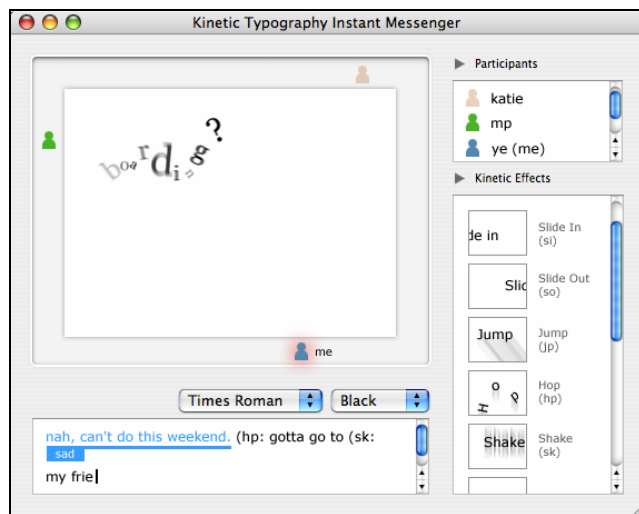 Kinetic Typography Instant Messenger
boarding?
me
Times Roman
Black
nah, can't do this weekend. (hp: gotta go to (sk:
sad
my frie
Participants
katie
mp
ye (me)
Kinetic Effects
de in
Slide In
(si)
Slic
Slide Out
(so)
Jump
Jump
(jp)
Hop
Hop
(hp)
Shake
Shake
(sk)